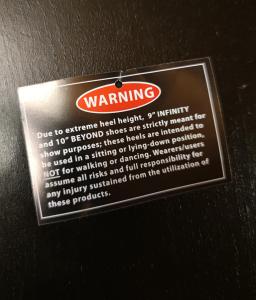 WARNING
Due to extreme heel height, 9" INFINITY
and 10" BEYOND shoes are strictly meant for
show purposes; these heels are intended to
be used in a sitting or lying-down position,
NOT for walking or dancing. Wearers/users
assume all risks and full responsibility for
any injury sustained from the utilization of
these products.